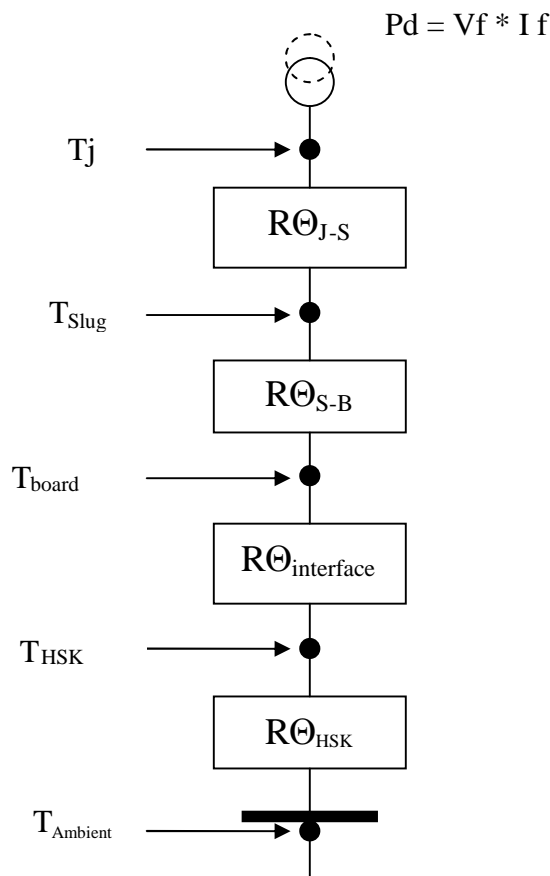 Pd = Vf * I f
Tj
RΘJ-S
TSlug
RΘS-B
Tboard
RΘinterface
THSK
RΘHSK
TAmbient